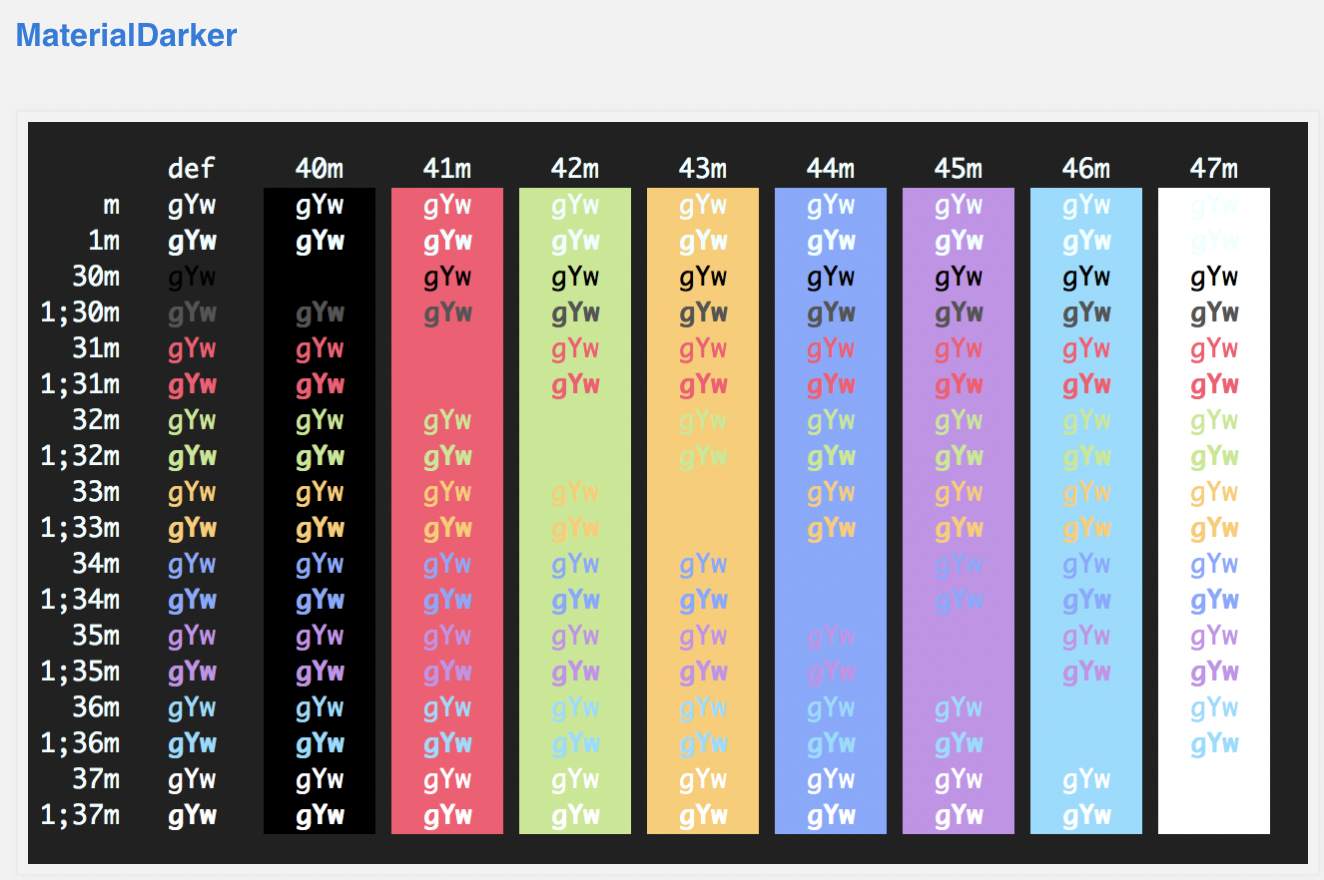 MaterialDarker
def 40m 41m 42m 43m 44m 45m 46m 47m
m gYw gYw gYw gYw gYw gYw gYw gYw gYw
1m gYw gYw gYw gYw gYw gYw gYw gYw gYw
30m gYw gYw gYw gYw gYw gYw gYw gYw
1;30m gYw gYw gYw gYw gYw gYw gYw gYw gYw
31m gYw gYw gYw gYw gYw gYw gYw gYw
1;31m gYw gYw gYw gYw gYw gYw gYw gYw
32m gYw gYw gYw gYw gYw gYw gYw gYw
1;32m gYw gYw gYw gYw gYw gYw gYw gYw
33m gYw gYw gYw gYw gYw gYw gYw gYw
1;33m gYw gYw gYw gYw gYw gYw gYw gYw
34m gYw gYw gYw gYw gYw gYw gYw gYw
1;34m gYw gYw gYw gYw gYw gYw gYw gYw
35m gYw gYw gYw gYw gYw gYw gYw gYw
1;35m gYw gYw gYw gYw gYw gYw gYw gYw
36m gYw gYw gYw gYw gYw gYw gYw gYw
1;36m gYw gYw gYw gYw gYw gYw gYw gYw
37m gYw gYw gYw gYw gYw gYw gYw gYw
1;37m gYw gYw gYw gYw gYw gYw gYw gYw